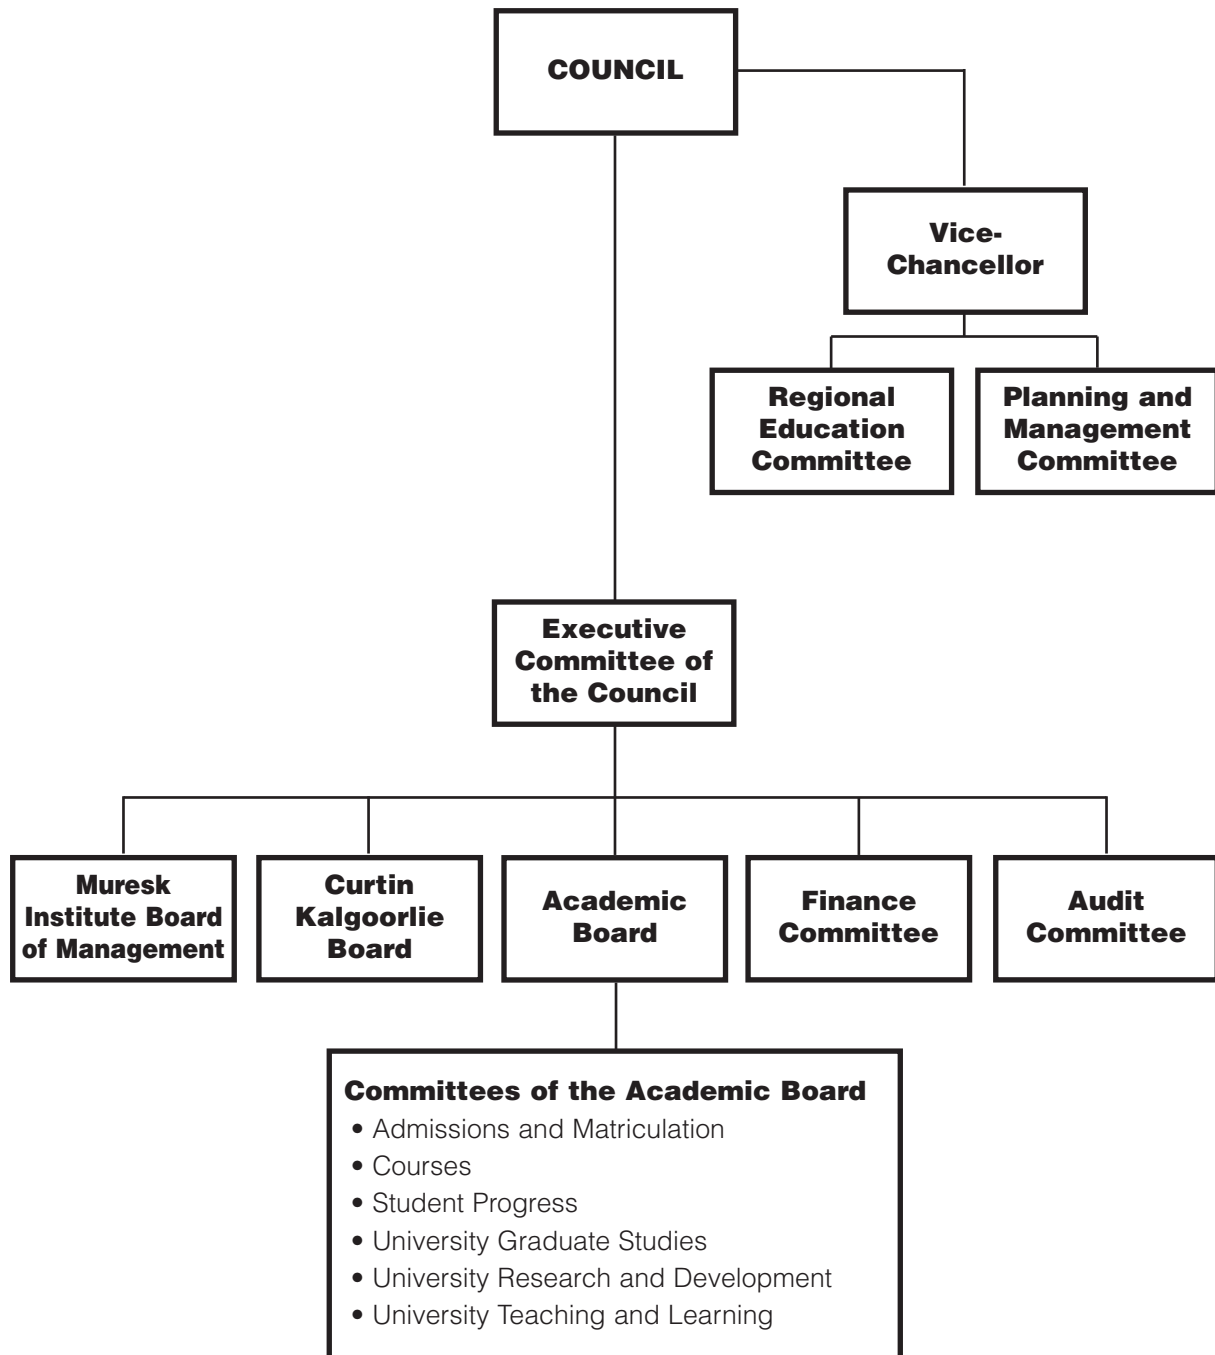 COUNCIL
Vice-
Chancellor
Regional
Education
Committee
Planning and
Management
Committee
Executive
Committee of
the Council
Muresk
Institute Board
of Management
Curtin
Kalgoorlie
Board
Academic
Board
Finance
Committee
Audit
Committee
Committees of the Academic Board
• Admissions and Matriculation
• Courses
• Student Progress
• University Graduate Studies
• University Research and Development
• University Teaching and Learning